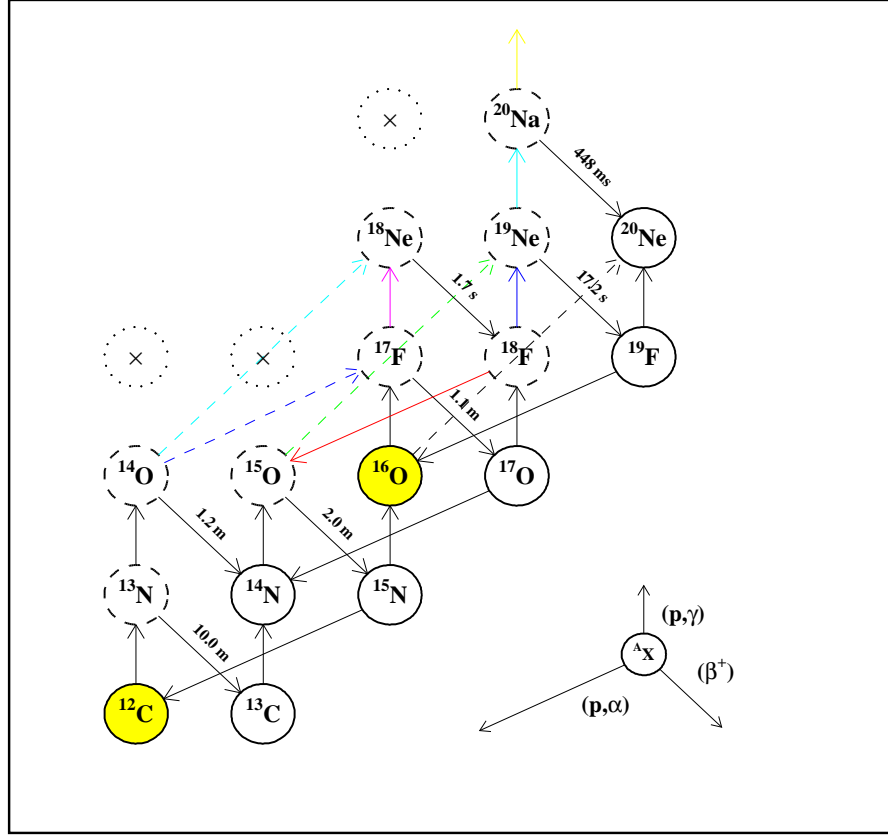 ²⁰Na
448 ms
¹⁸Ne
¹⁹Ne
²⁰Ne
1.7 s
17.2 s
¹⁷F
¹⁸F
¹⁹F
1.1 m
¹⁴O
¹⁵O
¹⁶O
¹⁷O
1.2 m
2.0 m
¹³N
¹⁴N
¹⁵N
10.0 m
(p,γ)
ᴬX
(β⁺)
(p,α)
¹²C
¹³C